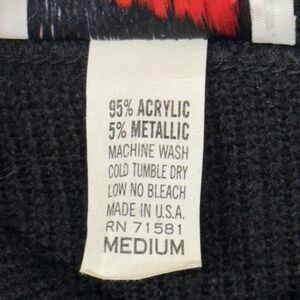 95% ACRYLIC
5% METALLIC
MACHINE WASH
COLD TUMBLE DRY
LOW NO BLEACH
MADE IN U.S.A.
RN 71581
MEDIUM